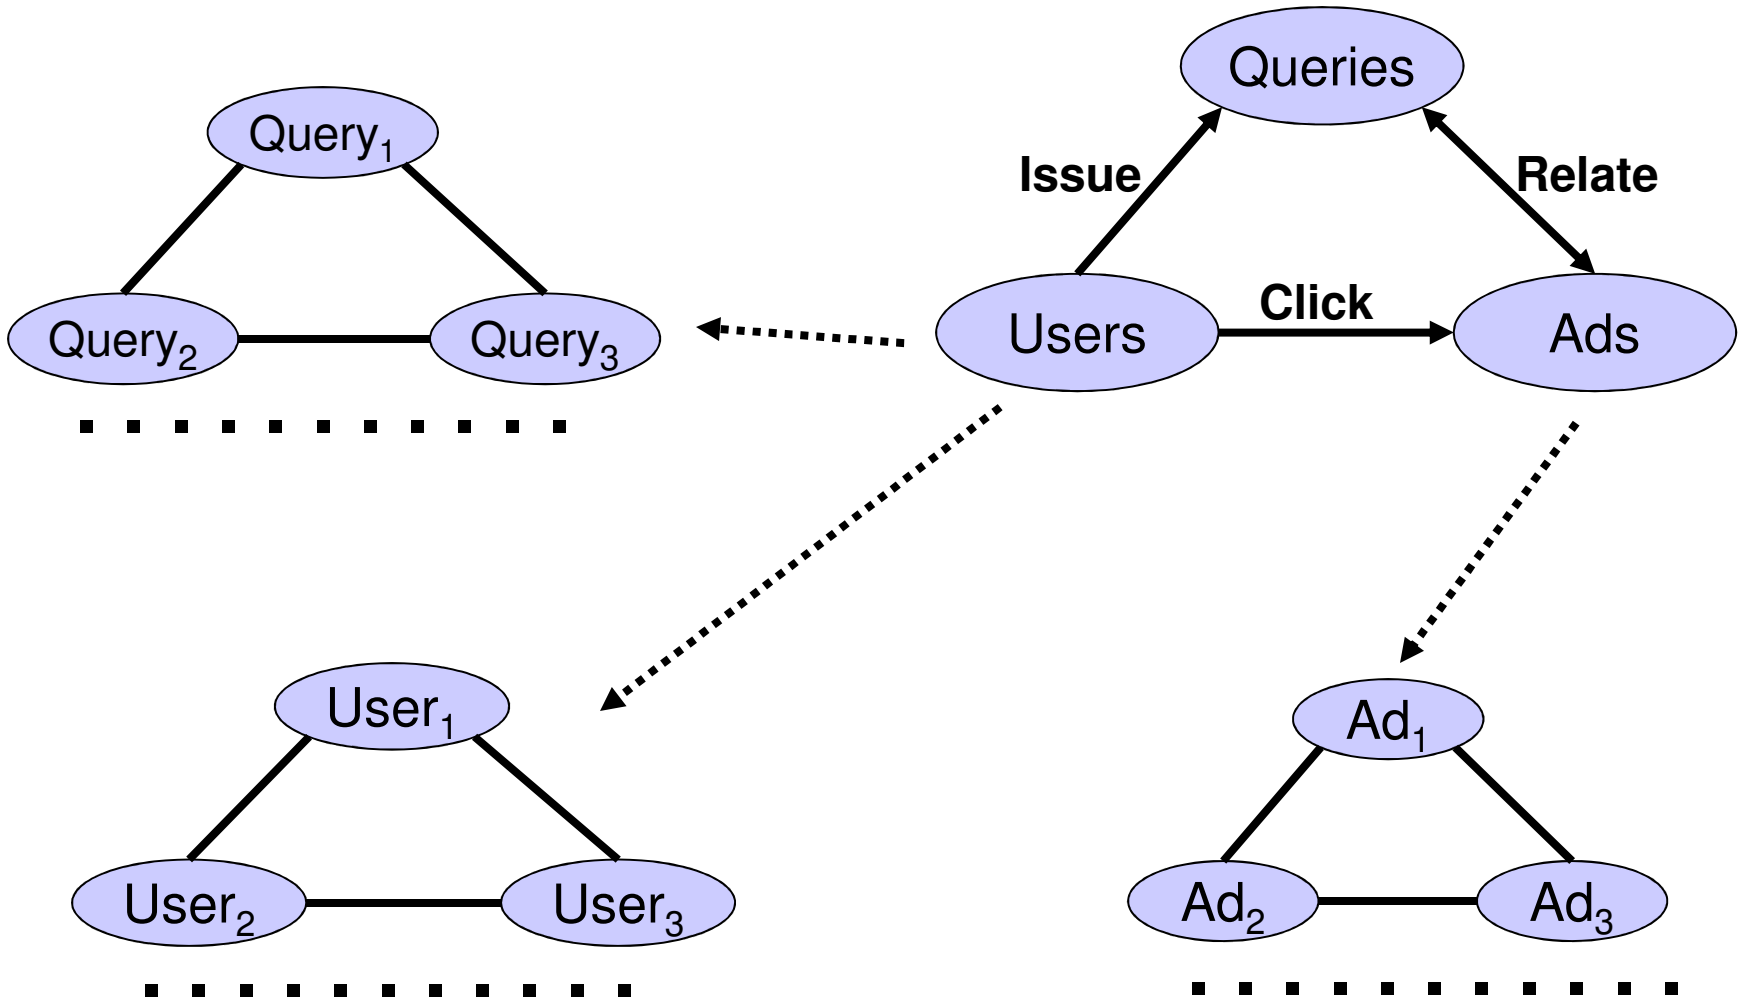 Queries
Query₁
Issue
Relate
Click
Users
Ads
Query₂
Query₃
User₁
Ad₁
User₂
User₃
Ad₂
Ad₃